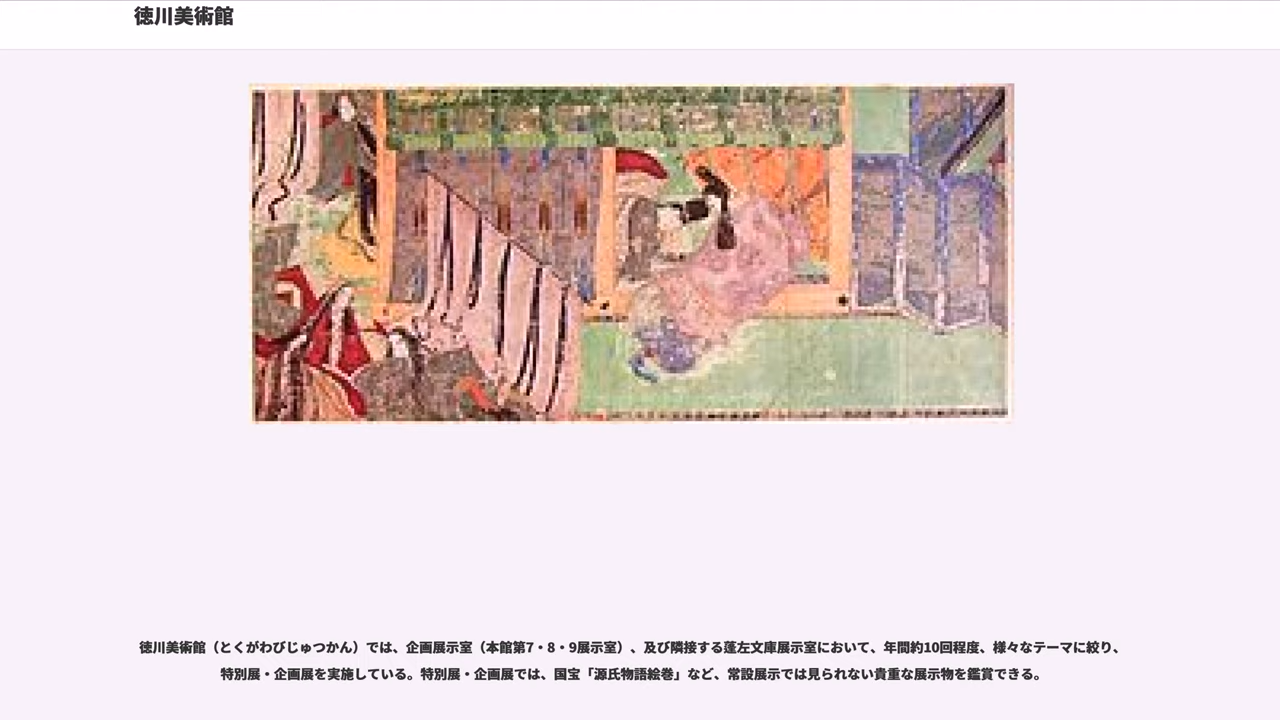 徳川美術館
徳川美術館（とくがわびじゅつかん）では、企画展示室（本館第7・8・9展示室）、及び隣接する蓬左文庫展示室において、年間約10回程度、様々なテーマに絞り、
特別展・企画展を実施している。特別展・企画展では、国宝「源氏物語絵巻」など、常設展示では見られない貴重な展示物を鑑賞できる。